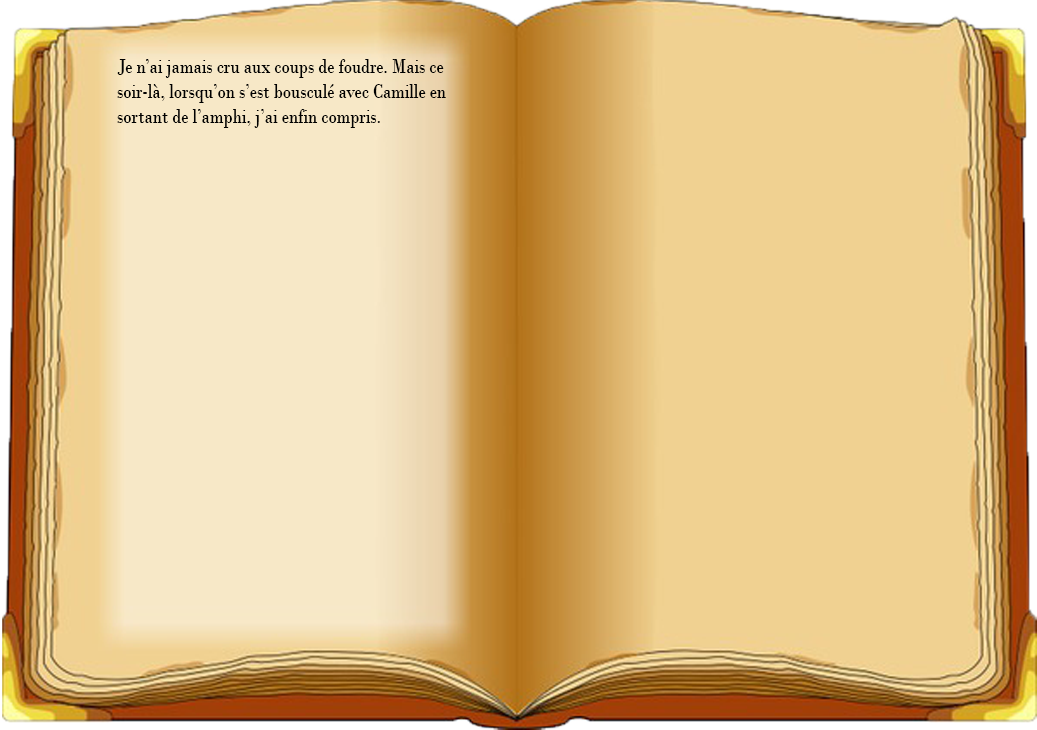 Je n’ai jamais cru aux coups de foudre. Mais ce
soir-là, lorsqu’on s’est bousculé avec Camille en
sortant de l’amphi, j’ai enfin compris.